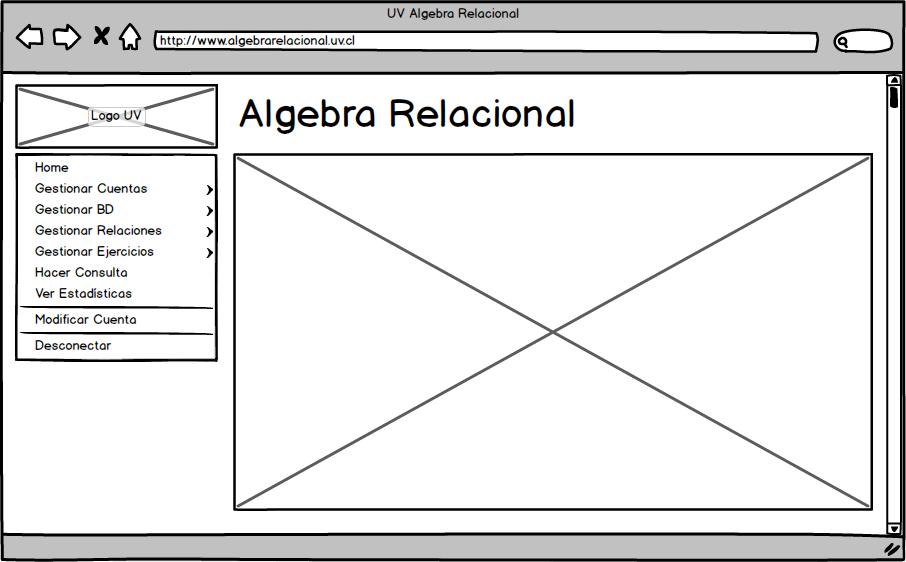 UV Algebra Relacional
http://www.algebrarelacional.uv.cl
Logo UV
Algebra Relacional
Home
Gestionar Cuentas
Gestionar BD
Gestionar Relaciones
Gestionar Ejercicios
Hacer Consulta
Ver Estadísticas
Modificar Cuenta
Desconectar